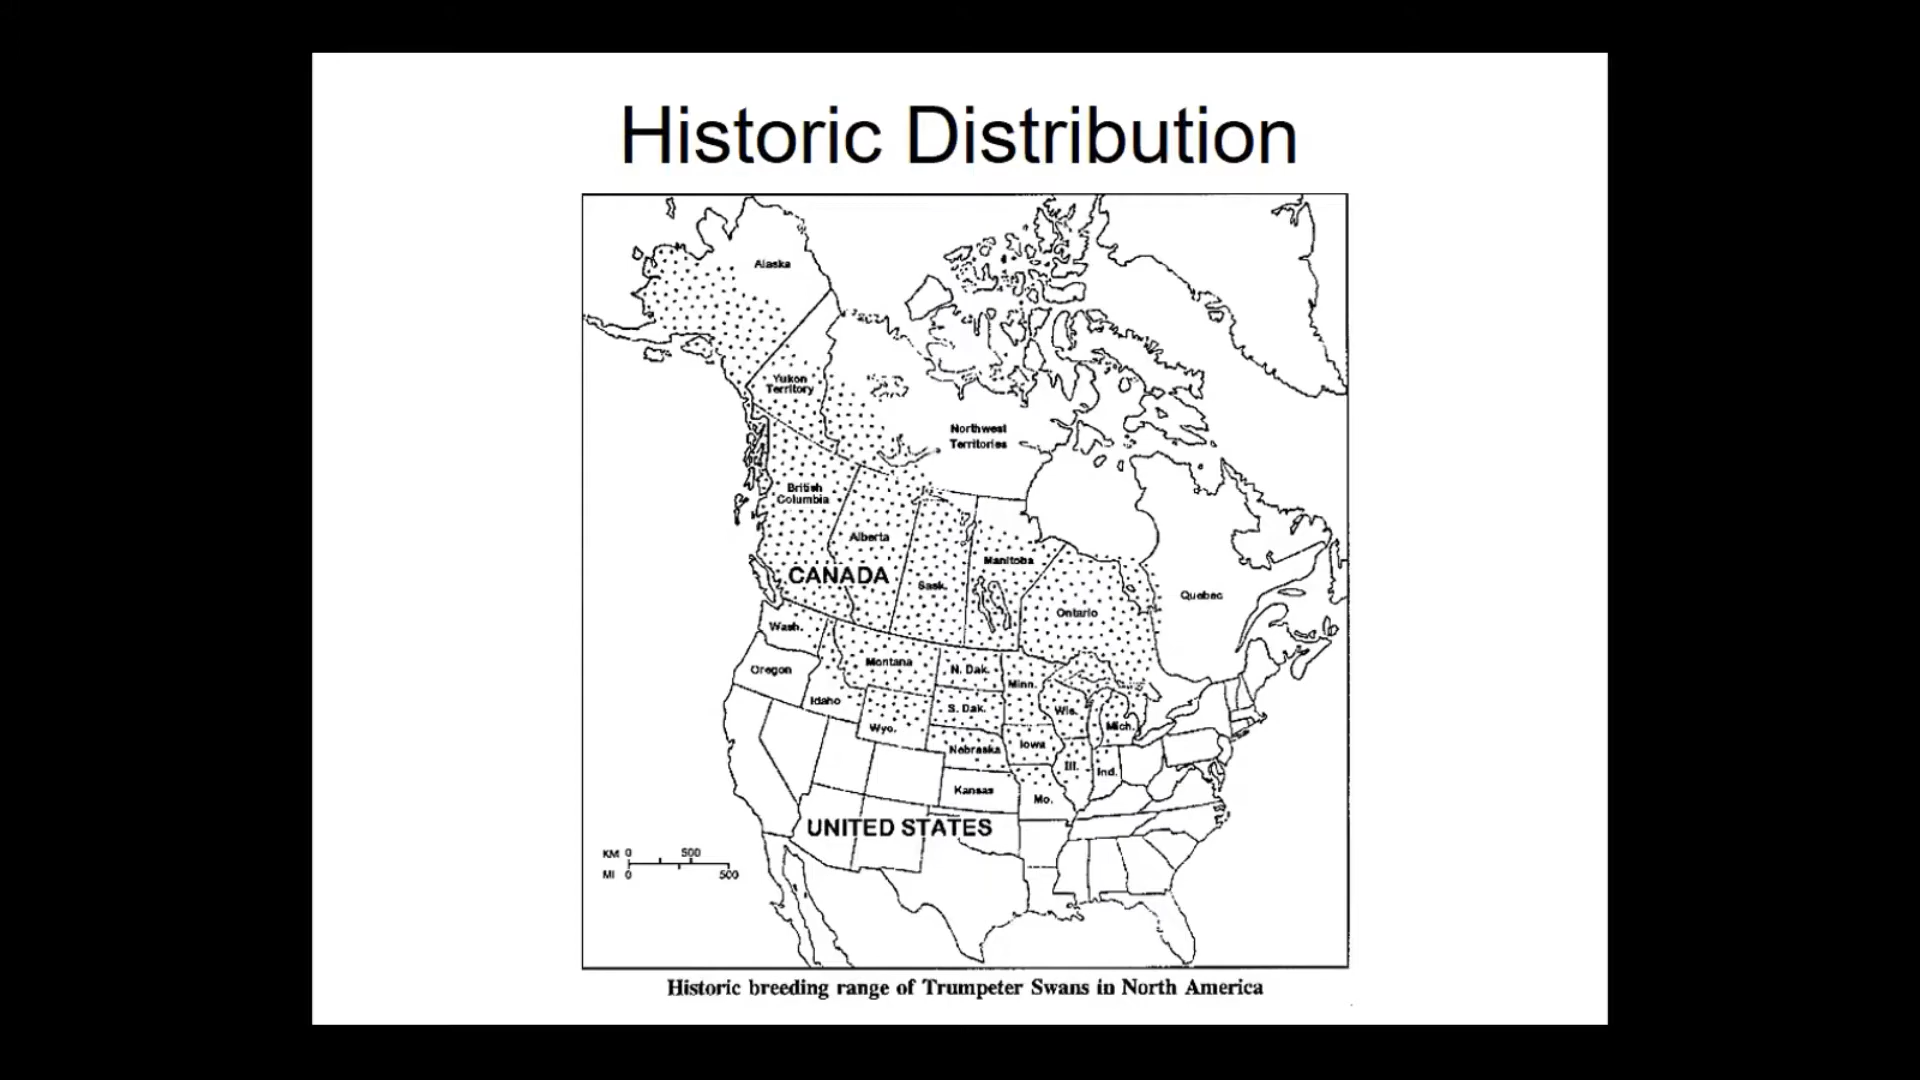 Historic Distribution
Alaska
Yukon
Territory
Northwest
Territories
British
Columbia
Alberta
Manitoba
CANADA
Sask.
Quebec
Ontario
Wash.
Montana
Oregon
N. Dak.
Minn.
Idaho
S. Dak.
Wis.
Wyo.
Mich.
Nebraska
Iowa
Ill.
Ind.
Kansas
Mo.
UNITED STATES
KM 0 500
MI 0 500
Historic breeding range of Trumpeter Swans in North America